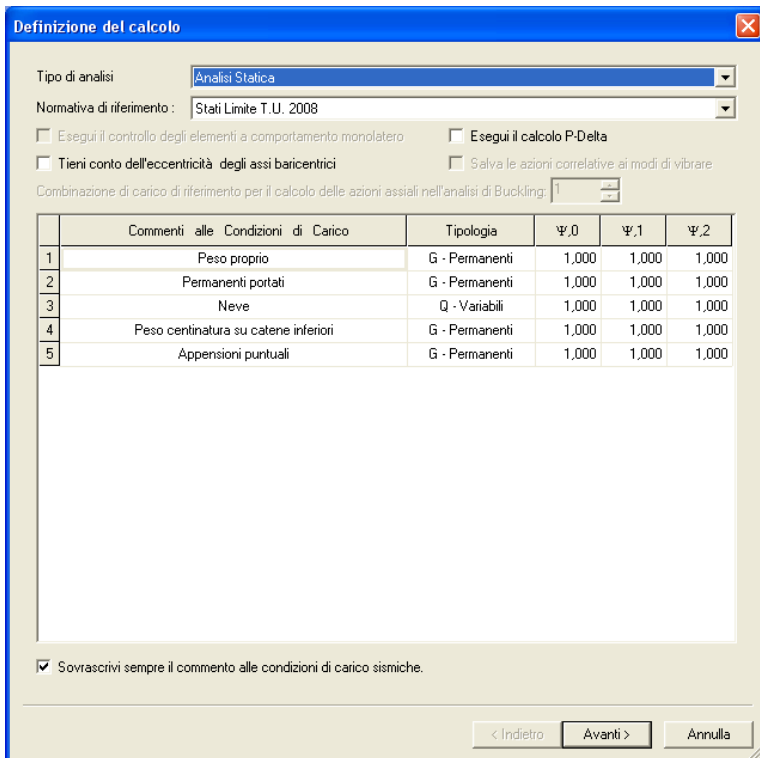 Definizione del calcolo
Tipo di analisi Analisi Statica
Normativa di riferimento : Stati Limite T.U. 2008
Esegui il controllo degli elementi a comportamento monolatero Esegui il calcolo P-Delta
Tieni conto dell'eccentricità degli assi baricentrici Salva le azioni correlative ai modi di vibrare
Combinazione di carico di riferimento per il calcolo delle azioni assiali nell'analisi di Buckling: 1
Commenti alle Condizioni di Carico Tipologia Ψ,0 Ψ,1 Ψ,2
1 Peso proprio G - Permanenti 1,000 1,000 1,000
2 Permanenti portati G - Permanenti 1,000 1,000 1,000
3 Neve Q - Variabili 1,000 1,000 1,000
4 Peso centinatura su catene inferiori G - Permanenti 1,000 1,000 1,000
5 Appensioni puntuali G - Permanenti 1,000 1,000 1,000
Sovrascrivi sempre il commento alle condizioni di carico sismiche.
< Indietro Avanti > Annulla